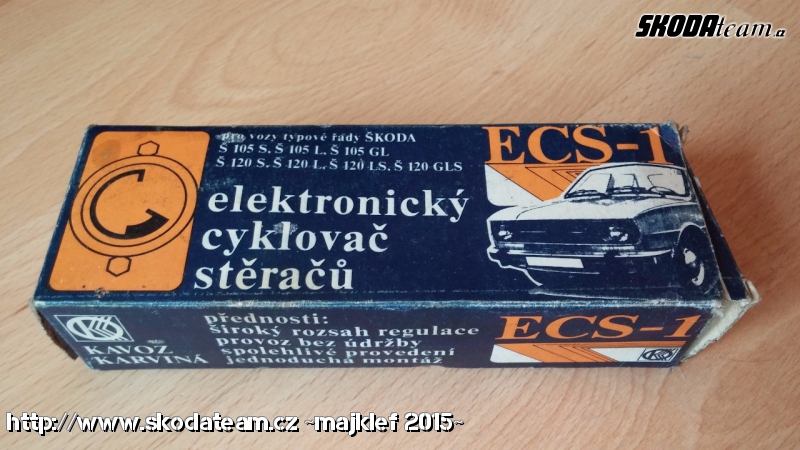 SKODAteam.cz
pro vozy typové řady ŠKODA
Š 105 S, Š 105 L, Š 105 GL
Š 120 S, Š 120 L, Š 120 LS, Š 120 GLS
ECS-1
elektronický
cyklovač
stěračů
KAVOZ
KARVINÁ
přednosti:
široký rozsah regulace
provoz bez údržby
spolehlivé provedení
jednoduchá montáž
ECS-1
http://www.skodateam.cz ~majklef 2015~